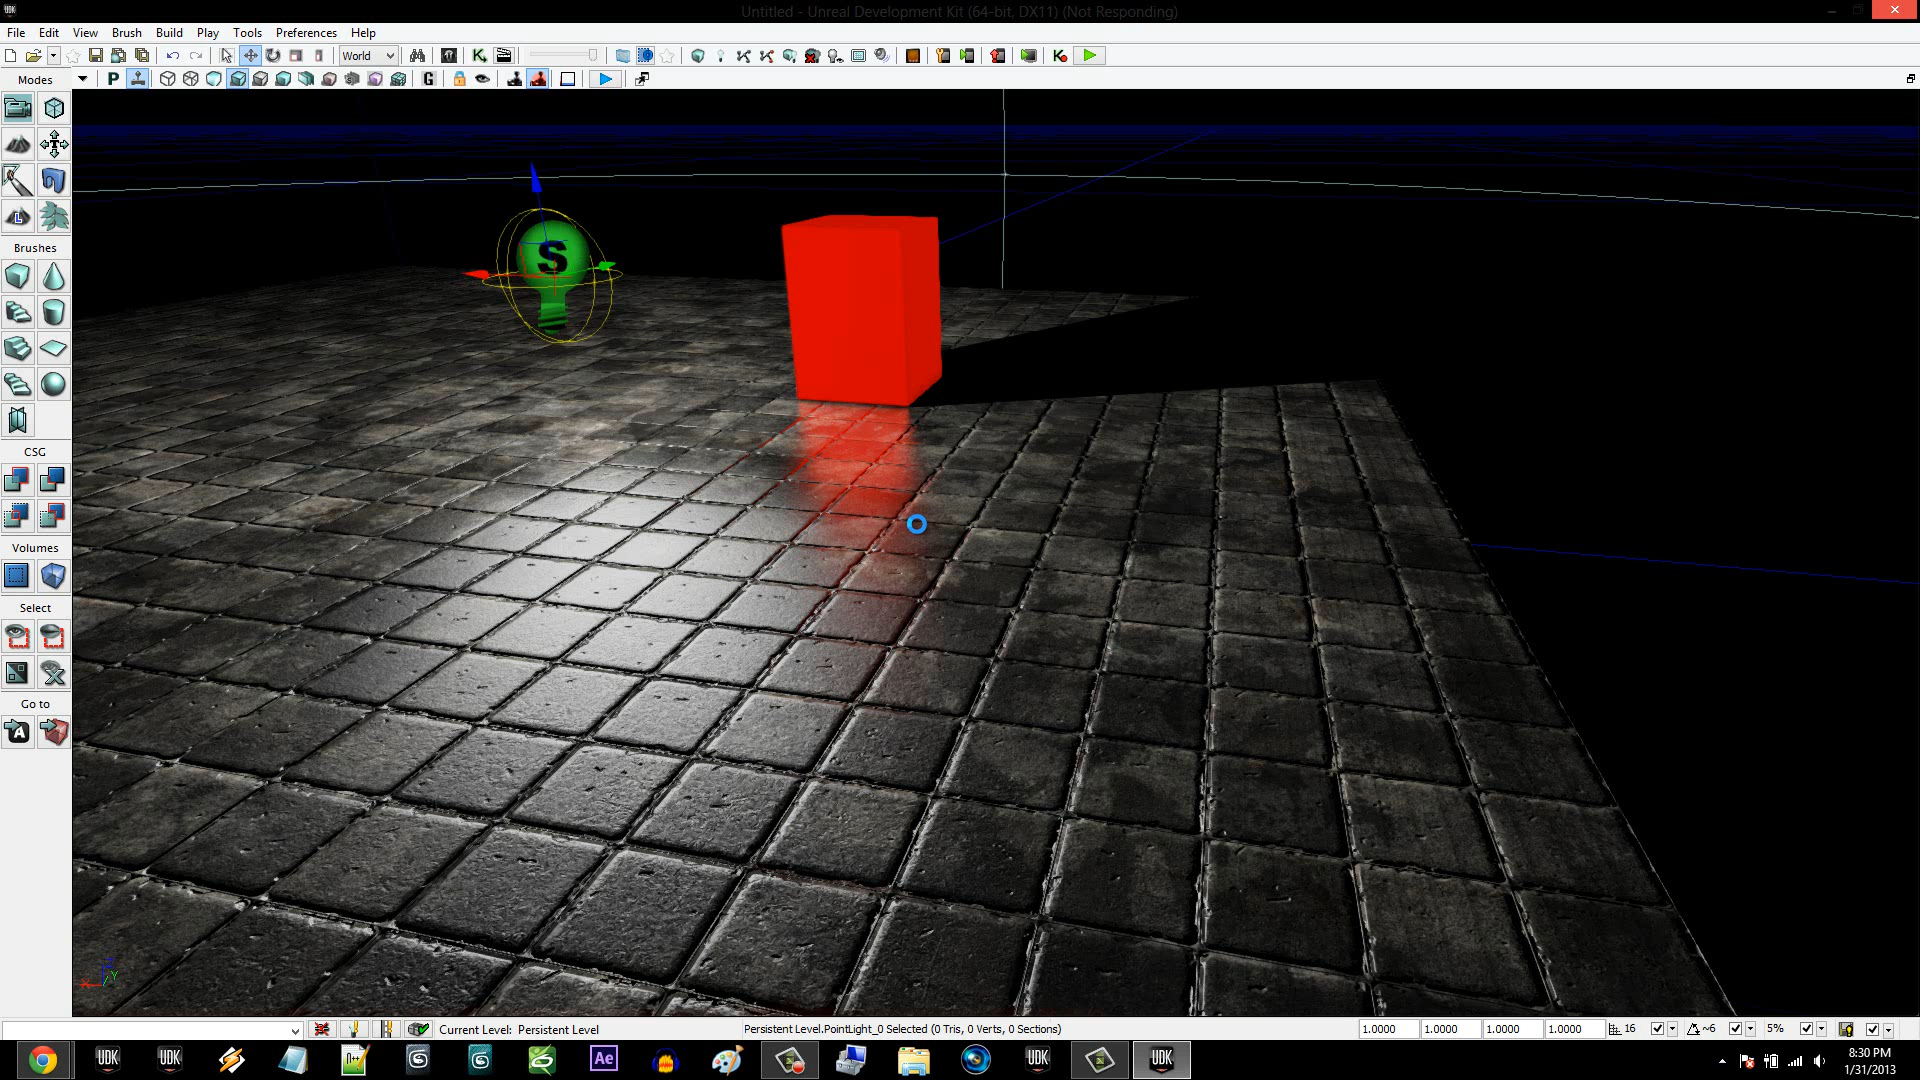 Untitled - Unreal Development Kit (64-bit, DX11) (Not Responding)
File Edit View Brush Build Play Tools Preferences Help
World
Modes
P
G
S
L
Brushes
CSG
Volumes
Select
Go to
A
X Z Y
Current Level: Persistent Level
Persistent Level.PointLight_0 Selected (0 Tris, 0 Verts, 0 Sections)
1.0000 1.0000 1.0000 1.0000 16 ~6 5%
UDK UDK N++ Ae UDK UDK
8:30 PM
1/31/2013